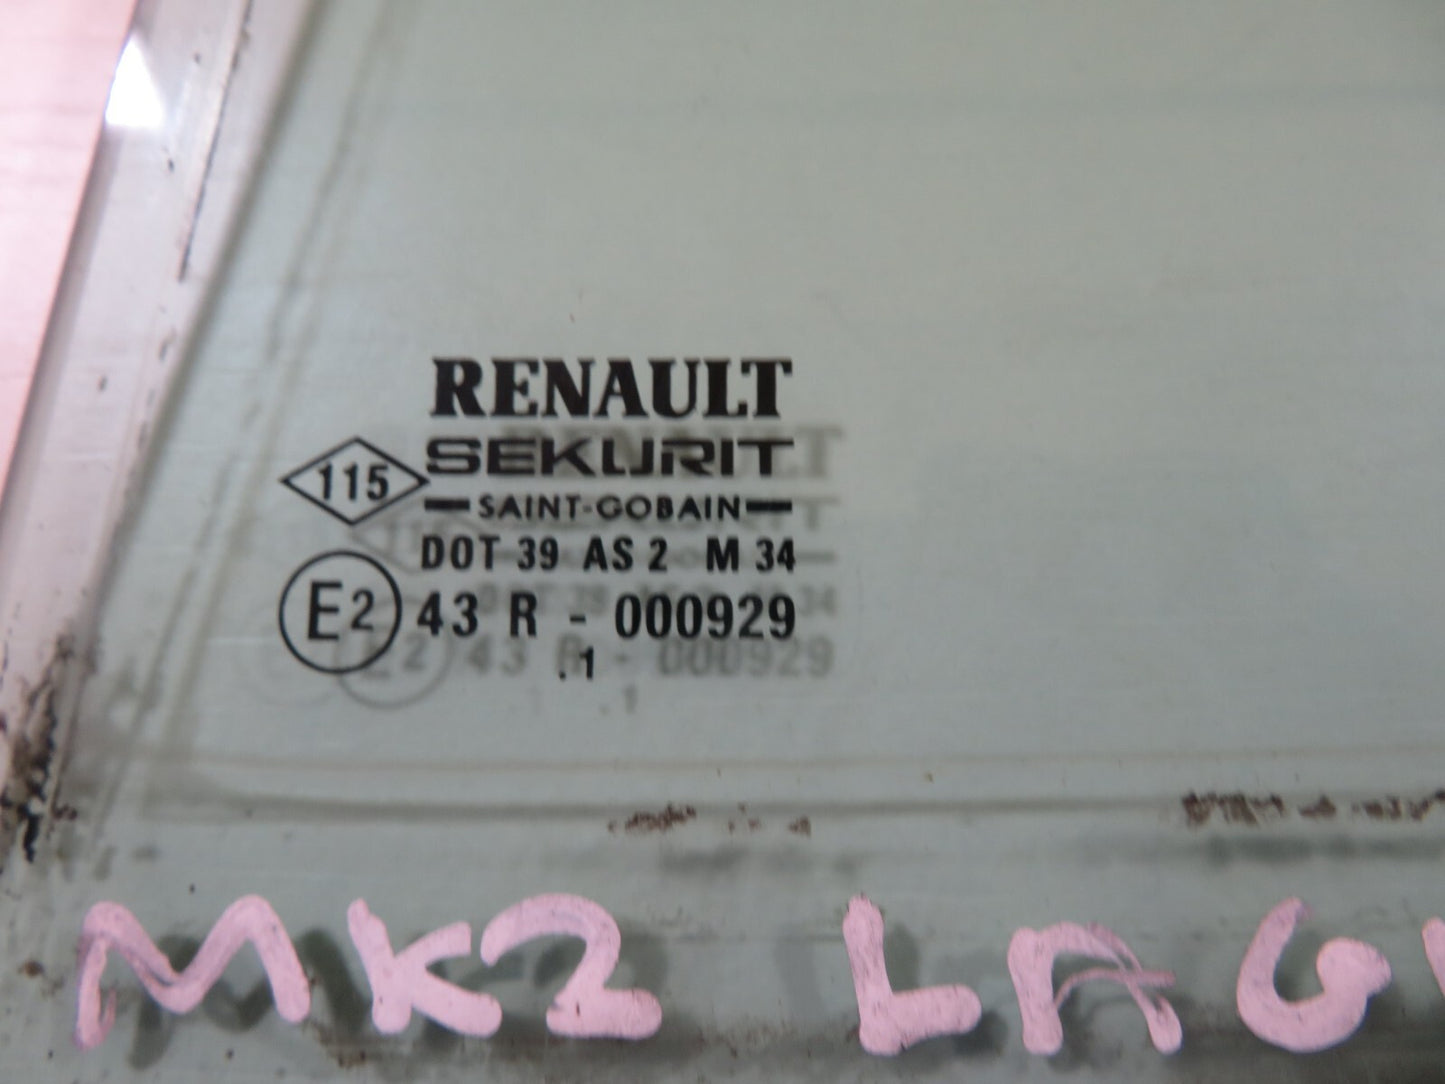 RENAULT
115
SEKURIT
SAINT-GOBAIN
DOT 39 AS 2 M 34
E2 43 R - 000929
.1
MK2 LAG